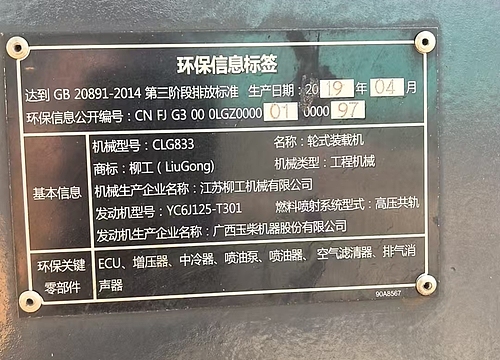 环保信息标签
达到 GB 20891-2014 第三阶段排放标准 生产日期: 2019 年 04 月
环保信息公开编号: CN FJ G3 00 0LGZ0000 01 0000 97
基本信息
机械型号: CLG833 名称: 轮式装载机
商标: 柳工 (LiuGong) 机械类型: 工程机械
机械生产企业名称: 江苏柳工机械有限公司
发动机型号: YC6J125-T301 燃料喷射系统型式: 高压共轨
发动机生产企业名称: 广西玉柴机器股份有限公司
环保关键零部件
ECU、增压器、中冷器、喷油泵、喷油器、空气滤清器、排气消
声器
90A8567